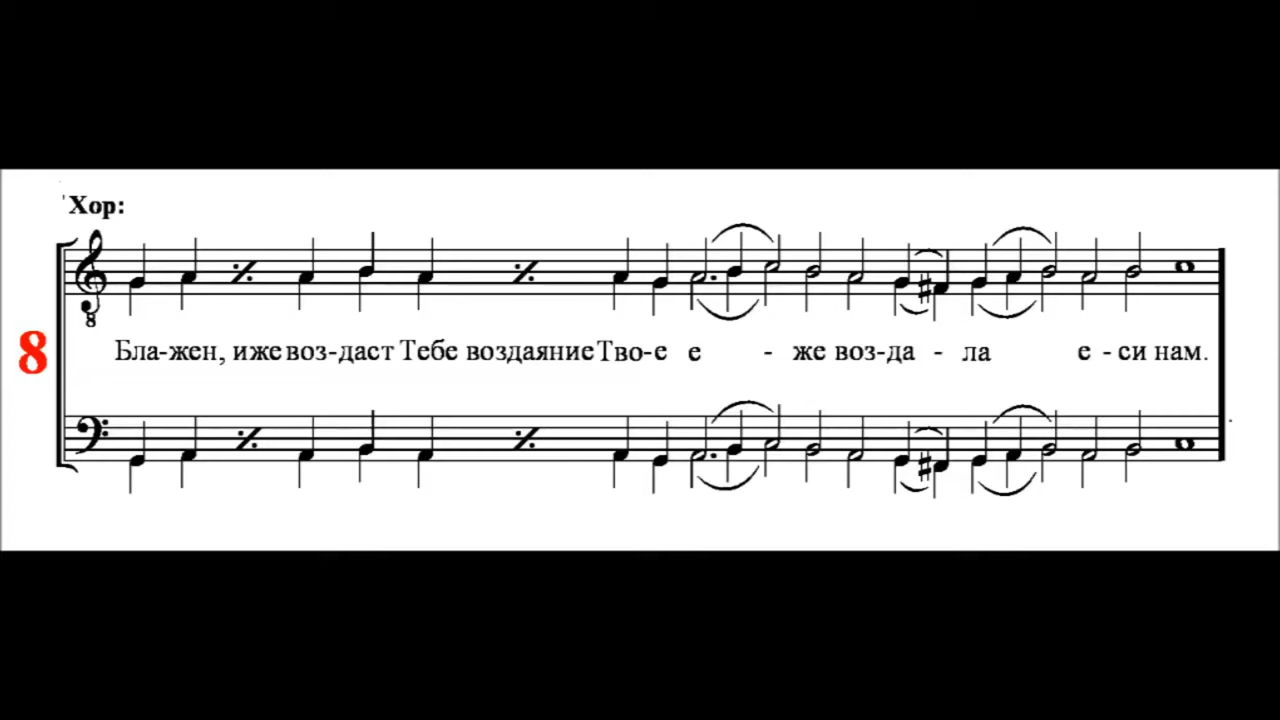 Хор:
8
Бла-жен, иже воз-даст Тебе воздаяние Тво-е е - же воз-да - ла е - си нам.